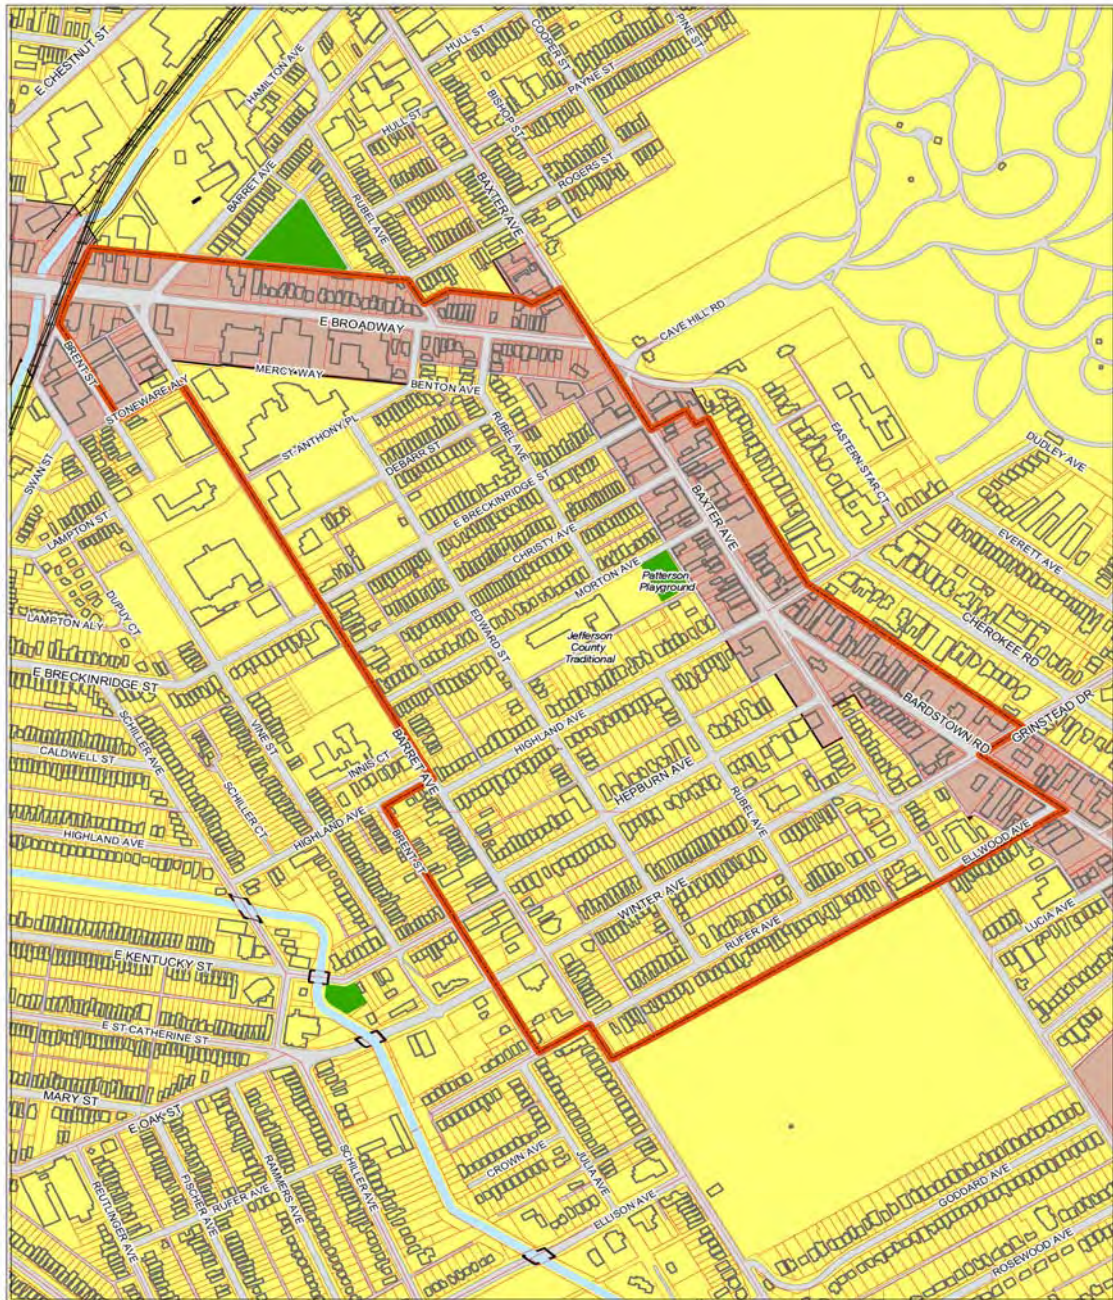 E CHESTNUT ST
HAMILTON AVE
HULL ST
COOPER ST
PINE ST
PAYNE ST
BISHOP ST
HULL ST
ROGERS ST
BARRET AVE
RUBEL AVE
BAXTER AVE
E BROADWAY
CAVE HILL RD
BRENT ST
MERCY WAY
BENTON AVE
STONEWARE ALY
ST. ANTHONY PL
DEBARR ST
RUBEL AVE
EASTERN STAR CT
DUDLEY AVE
SWAN ST
E BRECKINRIDGE ST
BAXTER AVE
LAMPTON ST
CHRISTY AVE
EVERETT AVE
MORTON AVE
Patterson
Playground
DUPUY CT
LAMPTON ALY
EDWARD ST
Jefferson
County
Traditional
CHEROKEE RD
E BRECKINRIDGE ST
BARDSTOWN RD
GRINSTEAD DR
SCHILLER AVE
VINE ST
HIGHLAND AVE
CALDWELL ST
BARRET AVE
INNIS CT
HEPBURN AVE
SCHILLER CT
RUBEL AVE
HIGHLAND AVE
HIGHLAND AVE
BRENT ST
ELLWOOD AVE
WINTER AVE
LUCIA AVE
RUFER AVE
E KENTUCKY ST
E ST CATHERINE ST
MARY ST
E OAK ST
CROWN AVE
JULIA AVE
REUTLINGER AVE
FISCHER AVE
RUFER AVE
RAMMERS AVE
SCHILLER AVE
ELLISON AVE
GODDARD AVE
ROSEWOOD AVE